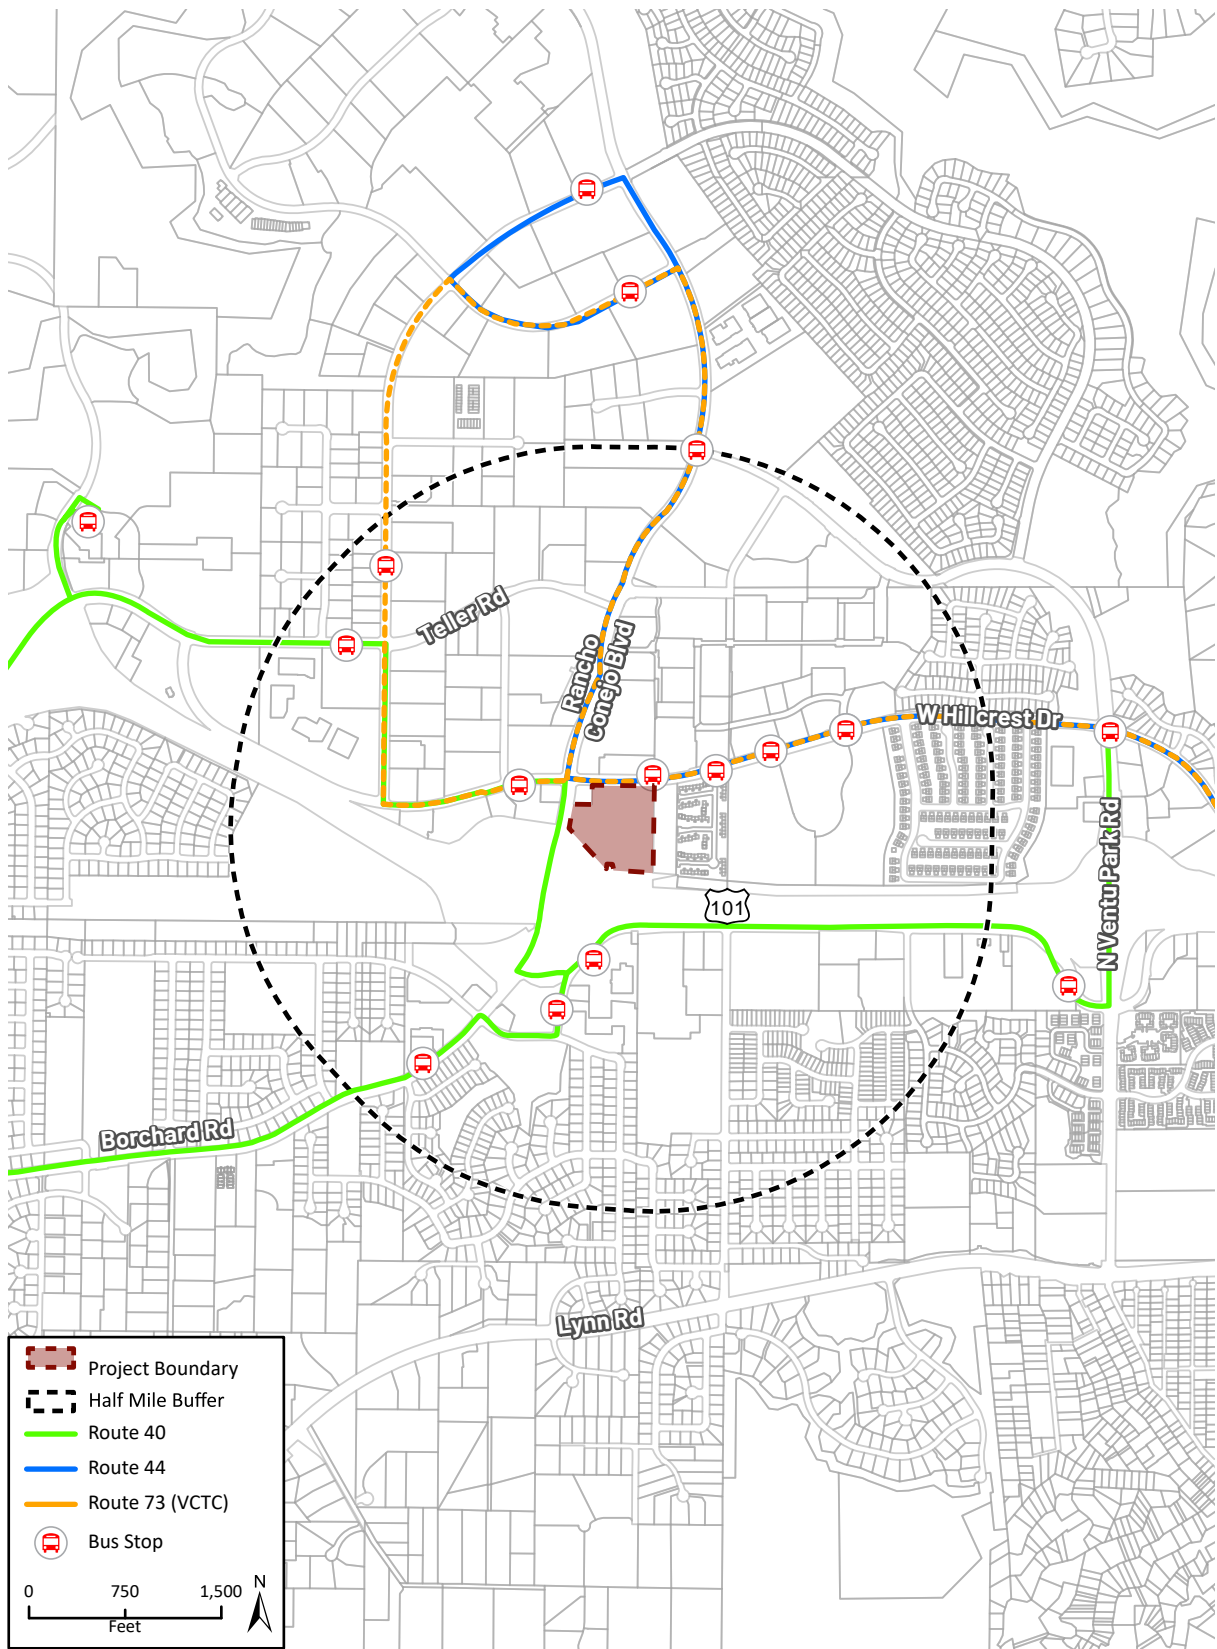 Teller Rd
Rancho
Conejo Blvd
W Hillcrest Dr
N Ventu Park Rd
101
Borchard Rd
Lynn Rd
Project Boundary
Half Mile Buffer
Route 40
Route 44
Route 73 (VCTC)
Bus Stop
0 750 1,500
Feet
N